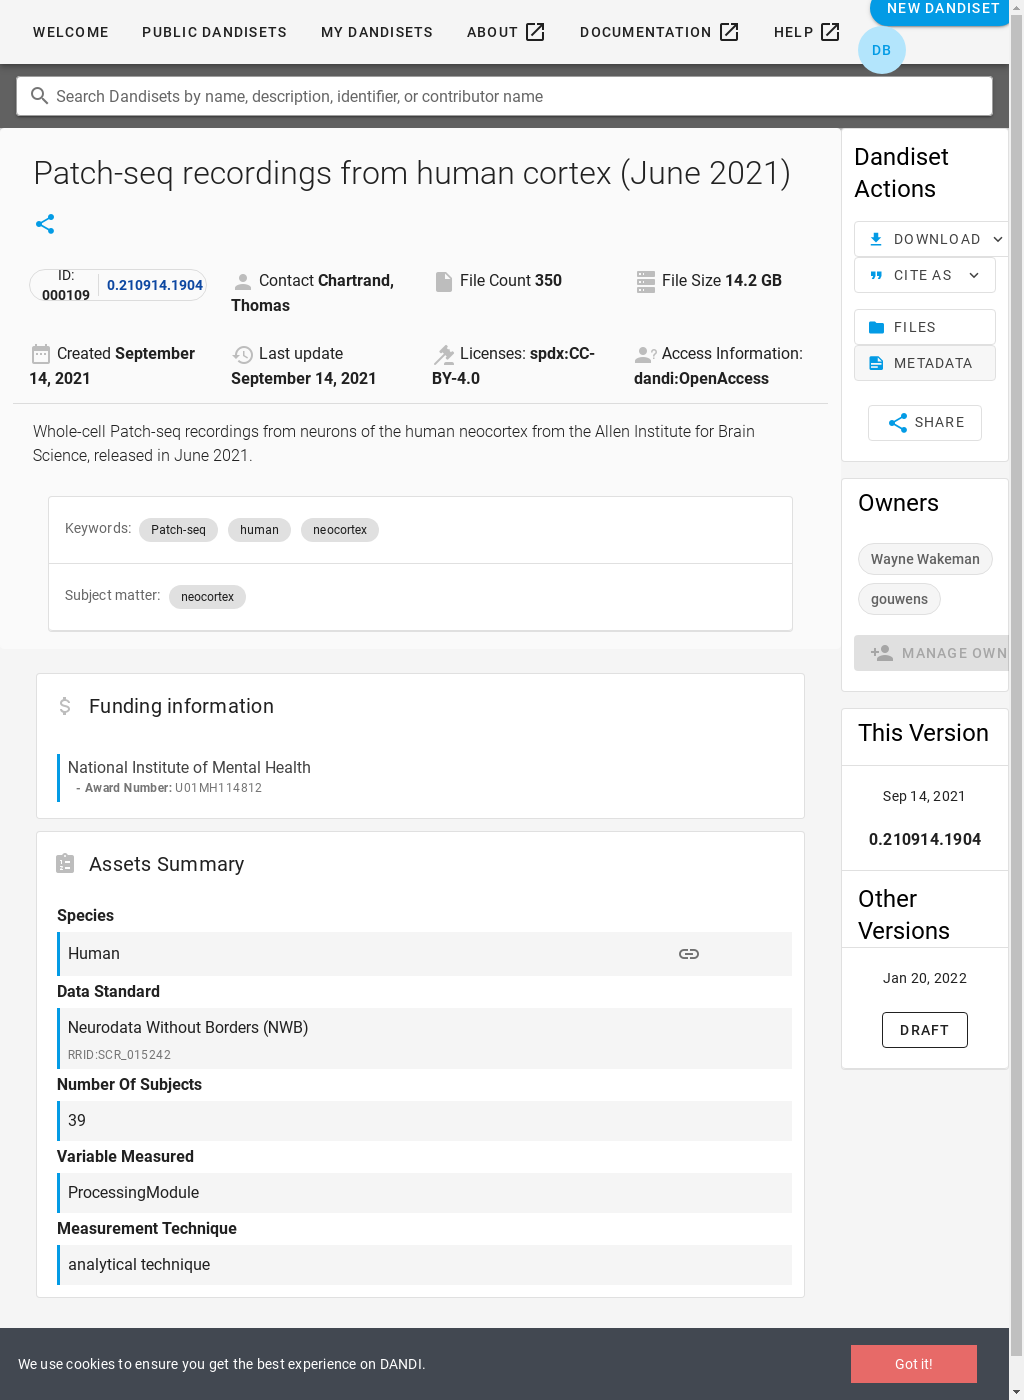 WELCOME
PUBLIC DANDISETS
MY DANDISETS
ABOUT
DOCUMENTATION
HELP
NEW DANDISET
DB
Search Dandisets by name, description, identifier, or contributor name
Patch-seq recordings from human cortex (June 2021)
ID:
000109
0.210914.1904
Contact Chartrand,
Thomas
File Count 350
File Size 14.2 GB
Created September
14, 2021
Last update
September 14, 2021
Licenses: spdx:CC-
BY-4.0
Access Information:
dandi:OpenAccess
Whole-cell Patch-seq recordings from neurons of the human neocortex from the Allen Institute for Brain
Science, released in June 2021.
Keywords: Patch-seq human neocortex
Subject matter: neocortex
Funding information
National Institute of Mental Health
- Award Number: U01MH114812
Assets Summary
Species
Human
Data Standard
Neurodata Without Borders (NWB)
RRID:SCR_015242
Number Of Subjects
39
Variable Measured
ProcessingModule
Measurement Technique
analytical technique
Dandiset
Actions
DOWNLOAD
CITE AS
FILES
METADATA
SHARE
Owners
Wayne Wakeman
gouwens
MANAGE OWN
This Version
Sep 14, 2021
0.210914.1904
Other
Versions
Jan 20, 2022
DRAFT
We use cookies to ensure you get the best experience on DANDI.
Got it!